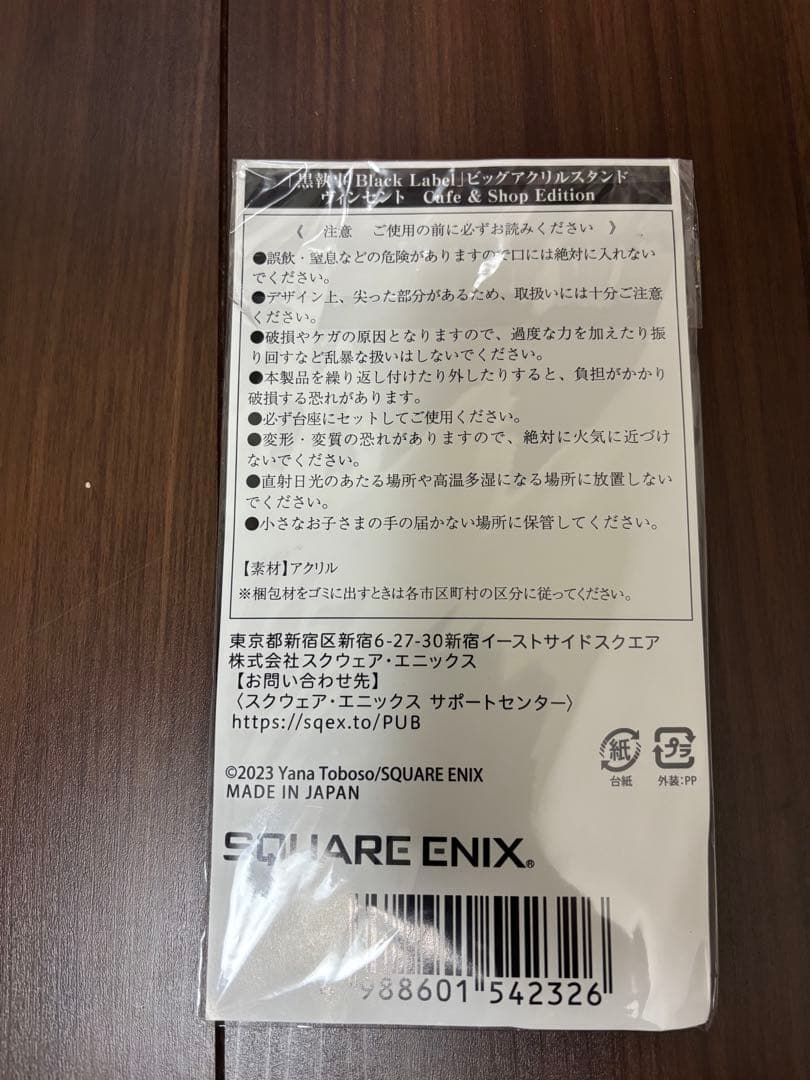 「黒執事 Black Label」ビッグアクリルスタンド
ヴィンセント Cafe & Shop Edition
《 注意 ご使用の前に必ずお読みください 》
●誤飲・窒息などの危険がありますので口には絶対に入れない
でください。
●デザイン上、尖った部分があるため、取扱いには十分ご注意
ください。
●破損やケガの原因となりますので、過度な力を加えたり振
り回すなど乱暴な扱いはしないでください。
●本製品を繰り返し付けたり外したりすると、負担がかかり
破損する恐れがあります。
●必ず台座にセットしてご使用ください。
●変形・変質の恐れがありますので、絶対に火気に近づけ
ないでください。
●直射日光のあたる場所や高温多湿になる場所に放置しない
でください。
●小さなお子さまの手の届かない場所に保管してください。
【素材】アクリル
※梱包材をゴミに出すときは各市区町村の区分に従ってください。
東京都新宿区新宿6-27-30新宿イーストサイドスクエア
株式会社スクウェア・エニックス
【お問い合わせ先】
〈スクウェア・エニックス サポートセンター〉
https://sqex.to/PUB
紙 プラ
台紙 外装:PP
©2023 Yana Toboso/SQUARE ENIX
MADE IN JAPAN
SQUARE ENIX®
988601 542326